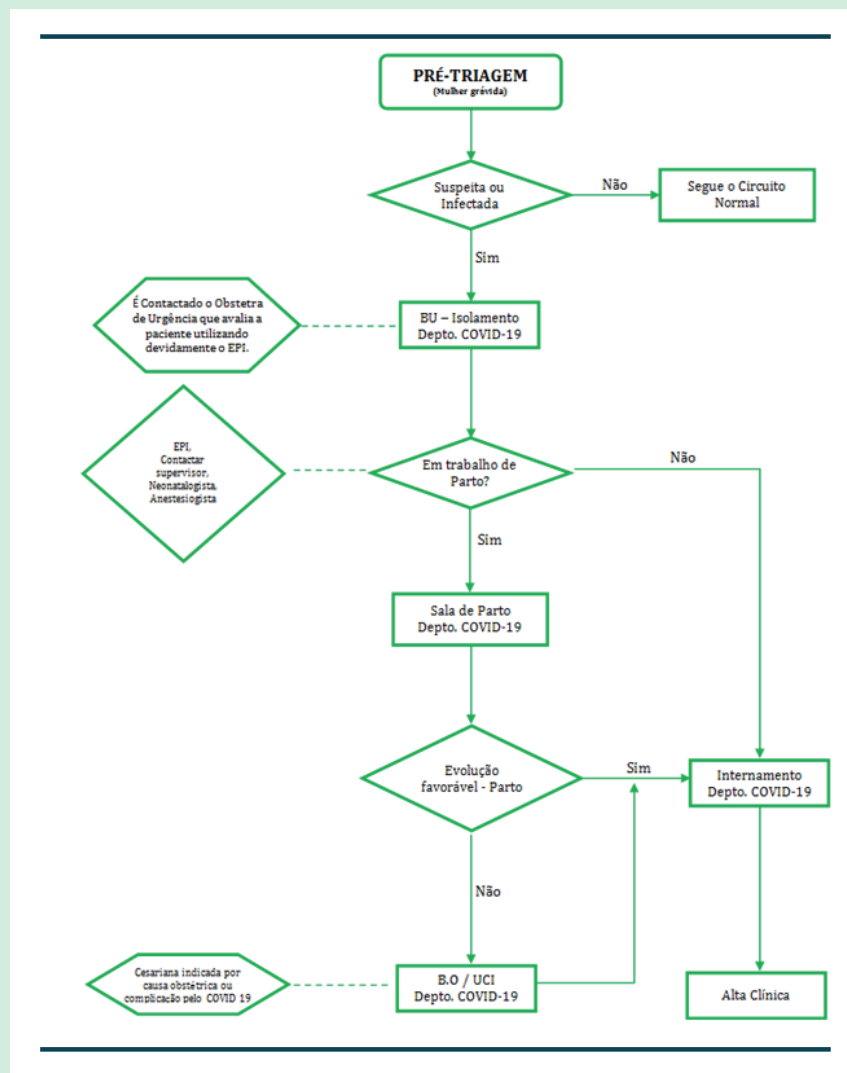 PRÉ-TRIAGEM
(Mulher grévida)
Suspeita ou
Infectada
Não
Segue o Circuito
Normal
Sim
É Contactado o Obstetra
de Urgência que avalia a
paciente utilizando
devidamente o EPI.
BU – Isolamento
Depto. COVID-19
EPI,
Contactar
supervisor,
Neonatalogista,
Anestesiogista
Em trabalho de
Parto?
Não
Sim
Sala de Parto
Depto. COVID-19
Evolução
favorável - Parto
Sim
Internamento
Depto. COVID-19
Não
Cesariana indicada por
causa obstétrica ou
complicação pelo COVID 19
B.O / UCI
Depto. COVID-19
Alta Clínica